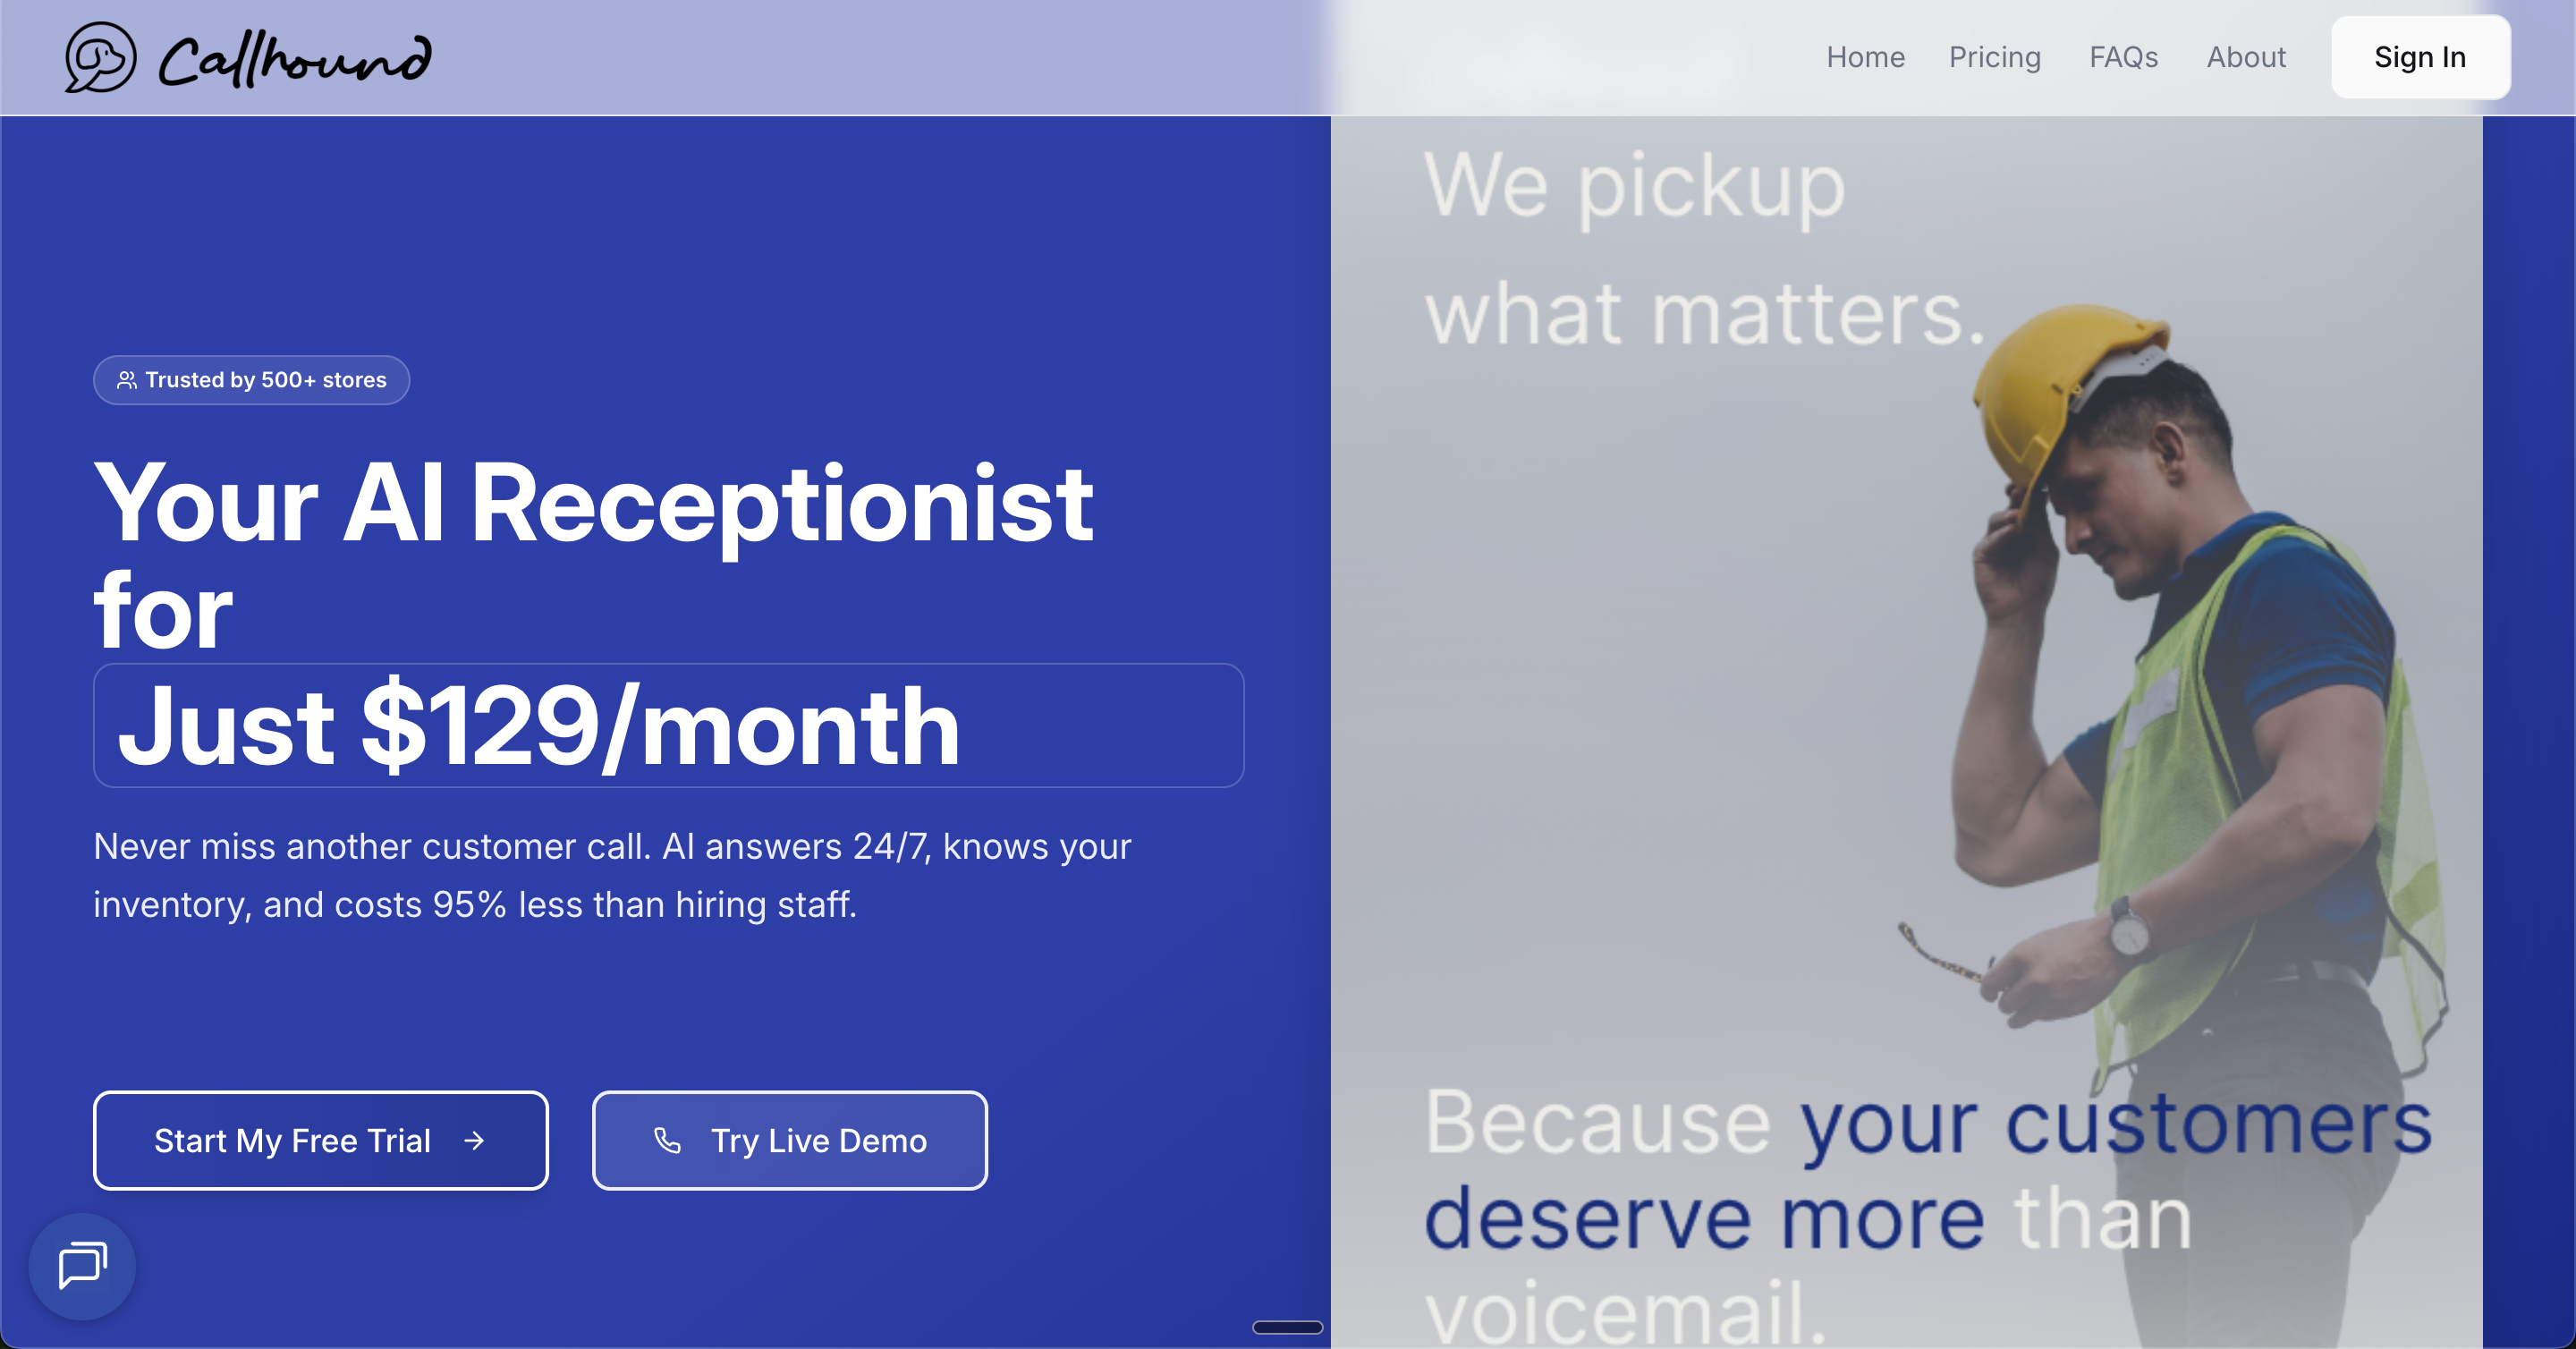 Callhound
Home
Pricing
FAQs
About
Sign In
Trusted by 500+ stores
Your AI Receptionist
for
Just $129/month
Never miss another customer call. AI answers 24/7, knows your
inventory, and costs 95% less than hiring staff.
Start My Free Trial
Try Live Demo
We pickup
what matters.
Because your customers
deserve more than
voicemail.